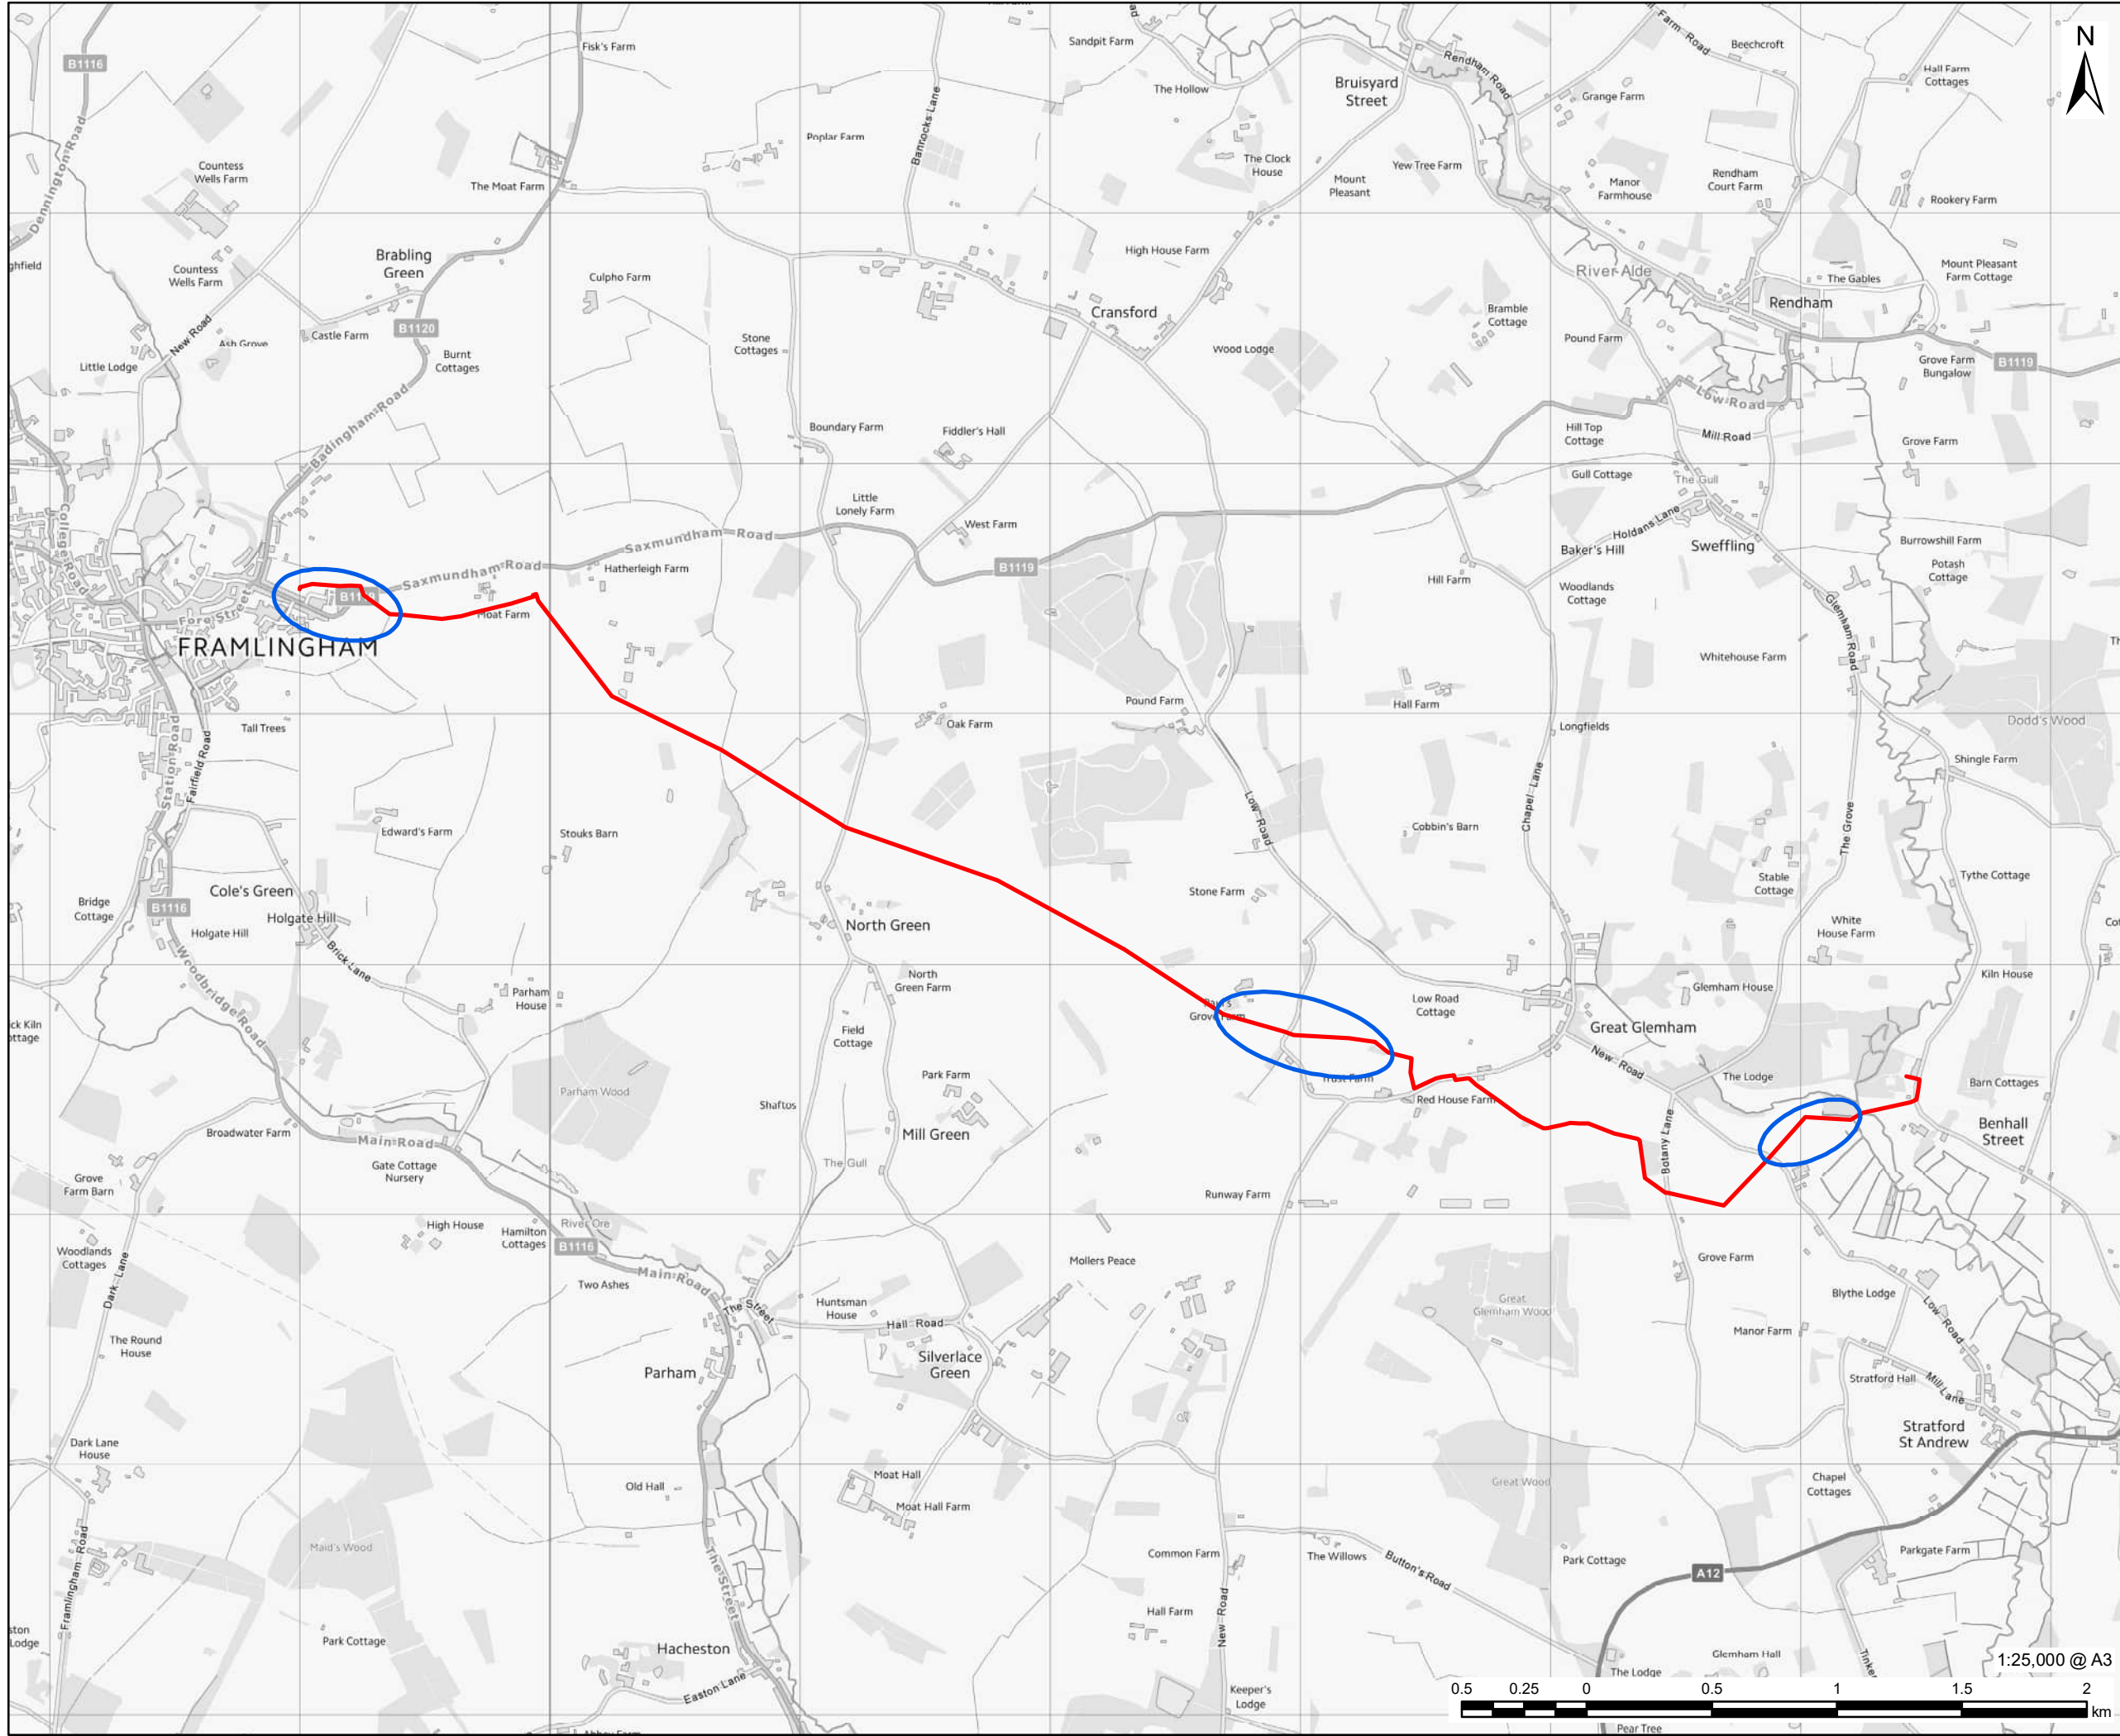 N
B1116
Fisk's Farm
Sandpit Farm
Rendham Road
Beechcroft
Hall Farm
Cottages
The Hollow
Bruisyard
Street
Grange Farm
Dennington Road
Countess
Wells Farm
Poplar Farm
Banrocks Lane
The Clock
House
Yew Tree Farm
Mount
Pleasant
Manor
Farmhouse
Rendham
Court Farm
The Moat Farm
Rookery Farm
Brabling
Green
Countess
Wells Farm
Culpho Farm
High House Farm
River Alde
The Gables
Mount Pleasant
Farm Cottage
Rendham
Cransford
Bramble
Cottage
B1120
Castle Farm
New Road
Ash Grove
Little Lodge
Burnt
Cottages
Stone
Cottages
Wood Lodge
Pound Farm
Grove Farm
Bungalow
B1119
Low Road
Badingham Road
Boundary Farm
Fiddler's Hall
Hill Top
Cottage
Mill Road
Grove Farm
Gull Cottage
The Gull
College Road
Little
Lonely Farm
West Farm
Holdans Lane
Saxmundham Road
Baker's Hill
Sweffling
Burrowshill Farm
Potash
Cottage
Saxmundham Road
Hatherleigh Farm
B1119
Hill Farm
Woodlands
Cottage
Glemham Road
Fore Street
Moat Farm
FRAMLINGHAM
Whitehouse Farm
Tall Trees
Station Road
Fairfield Road
Oak Farm
Pound Farm
Hall Farm
Longfields
Dodd's Wood
Shingle Farm
Chapel Lane
Low Road
The Grove
Edward's Farm
Stouks Barn
Cobbin's Barn
Cole's Green
Holgate Hill
Stone Farm
Stable
Cottage
Tythe Cottage
Bridge
Cottage
B1116
Holgate Hill
Brick Lane
North Green
White
House Farm
Woodbridge Road
North
Green Farm
Kiln House
Parham
House
Low Road
Cottage
Glemham House
Grove Farm
Field
Cottage
Great Glemham
New Road
Park Farm
The Lodge
Barn Cottages
Parham Wood
Shaftos
Red House Farm
Mill Green
Benhall
Street
Broadwater Farm
Main Road
Botany Lane
Gate Cottage
Nursery
The Gull
Grove
Farm Barn
Runway Farm
High House
Hamilton
Cottages
River Ore
B1116
Woodlands
Cottages
Dark Lane
Two Ashes
Main Road
Mollers Peace
Grove Farm
Great
Glemham Wood
Blythe Lodge
Low Road
Huntsman
House
The Street
Hall Road
Manor Farm
The Round
House
Silverlace
Green
Parham
Stratford Hall
Mill Lane
Stratford
St Andrew
Dark Lane
House
Moat Hall
Old Hall
Moat Hall Farm
Great Wood
Chapel
Cottages
Maid's Wood
Framlingham Road
The Street
Common Farm
The Willows
Button's Road
Park Cottage
Parkgate Farm
A12
Hall Farm
New Road
Park Cottage
Hacheston
Easton Lane
Glemham Hall
The Lodge
Keeper's
Lodge
Pear Tree
1:25,000 @ A3
0.5 0.25 0 0.5 1 1.5 2
km